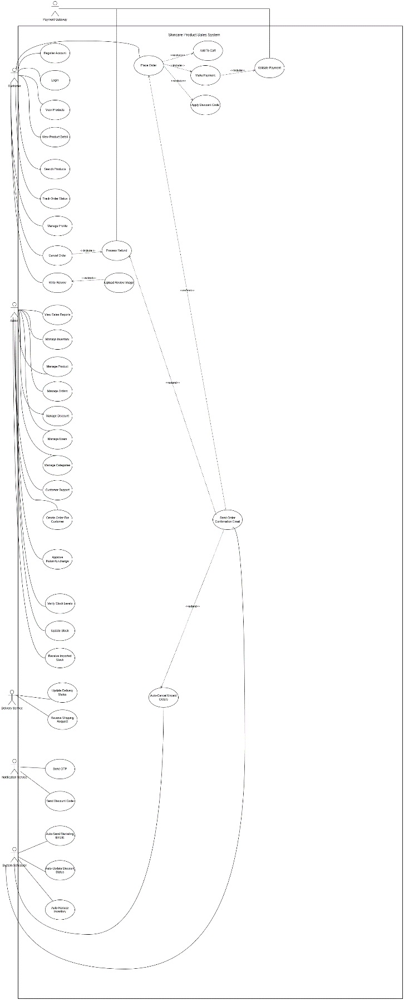 Payment Gateway
Skincare Product Sales System
Register Account
Add To Cart
<<include>>
Place Order
<<include>>
Make Payment
<<include>>
Validate Payment
Customer
Login
<<include>>
Apply Discount Code
View Products
View Product Detail
Search Products
Track Order Status
Manage Profile
Cancel Order
<<include>>
Process Refund
Write Reivew
<<extend>>
Upload Review Image
<<extend>>
Admin
View Sales Reports
Manage Inventory
Manage Product
<<extend>>
Manage Orders
Manage Discount
Manage Users
Manage Categories
Customer Support
Create Order For
Customer
Send Order
Confirmation Email
Approve
Return/Exchange
Verify Stock Levels
<<extend>>
Update Stock
Receive Imported
Stock
Update Delivery
Status
Auto-Cancel Unpaid
Orders
Delivery Service
Receive Shipping
Request
Send OTP
Notification Service
Send Discount Code
Auto-Send Marketing
Emails
System Scheduler
Auto-Update Discount
Status
Auto-Reduce
Inventory